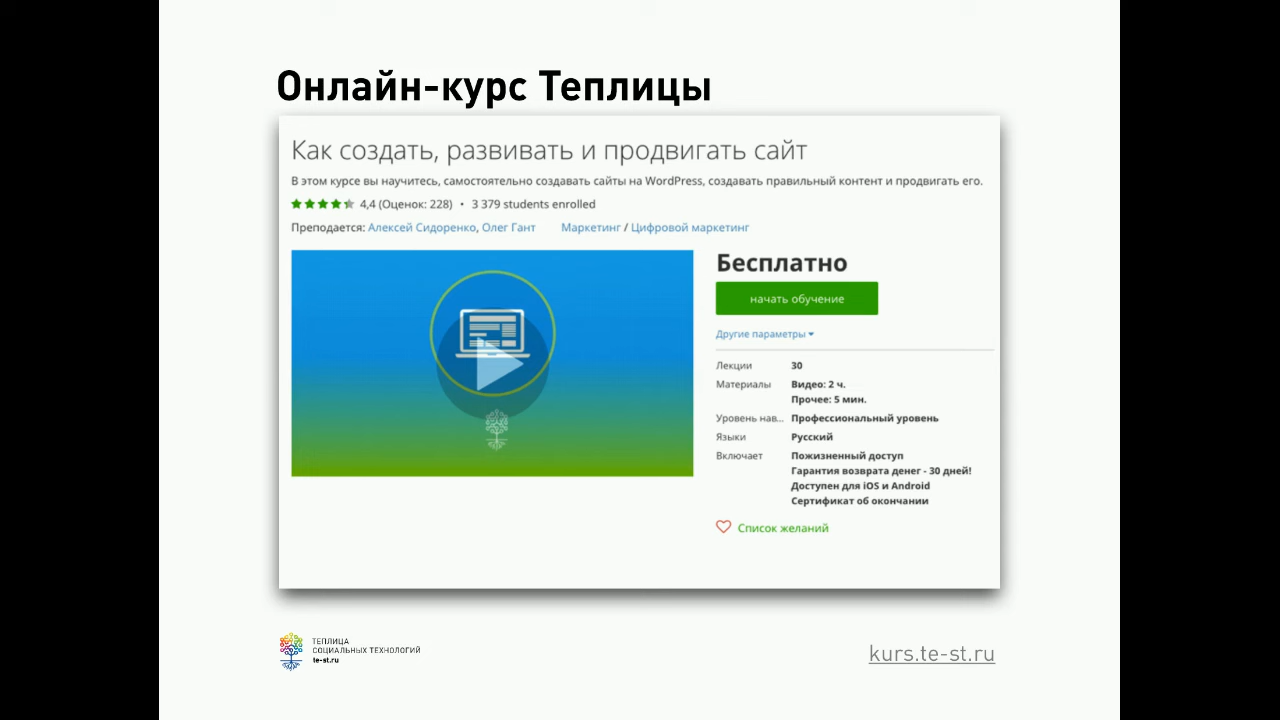 Онлайн-курс Теплицы
Как создать, развивать и продвигать сайт
В этом курсе вы научитесь, самостоятельно создавать сайты на WordPress, создавать правильный контент и продвигать его.
4,4 (Оценок: 228) • 3 379 students enrolled
Преподается: Алексей Сидоренко, Олег Гант Маркетинг / Цифровой маркетинг
Бесплатно
начать обучение
Другие параметры
Лекции 30
Материалы Видео: 2 ч.
Прочее: 5 мин.
Уровень нав... Профессиональный уровень
Языки Русский
Включает Пожизненный доступ
Гарантия возврата денег - 30 дней!
Доступен для iOS и Android
Сертификат об окончании
Список желаний
ТЕПЛИЦА
СОЦИАЛЬНЫХ ТЕХНОЛОГИЙ
te-st.ru
kurs.te-st.ru